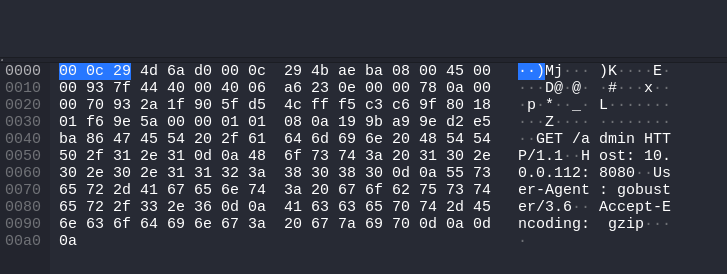 0000 00 0c 29 4d 6a d0 00 0c 29 4b ae ba 08 00 45 00 ··)Mj··· )K····E·
0010 00 93 7f 44 40 00 40 06 a6 23 0e 00 00 78 0a 00 ···D@·@· ·#···x··
0020 00 70 93 2a 1f 90 5f d5 4c ff f5 c3 c6 9f 80 18 ·p·*··_· L·······
0030 01 f6 9e 5a 00 00 01 01 08 0a 19 9b a9 9e d2 e5 ···Z···· ········
0040 ba 86 47 45 54 20 2f 61 64 6d 69 6e 20 48 54 54 ··GET /a dmin HTT
0050 50 2f 31 2e 31 0d 0a 48 6f 73 74 3a 20 31 30 2e P/1.1··H ost: 10.
0060 30 2e 30 2e 31 31 32 3a 38 30 38 30 0d 0a 55 73 0.0.112: 8080··Us
0070 65 72 2d 41 67 65 6e 74 3a 20 67 6f 62 75 73 74 er-Agent : gobust
0080 65 72 2f 33 2e 36 0d 0a 41 63 63 65 70 74 2d 45 er/3.6·· Accept-E
0090 6e 63 6f 64 69 6e 67 3a 20 67 7a 69 70 0d 0a 0d ncoding:  gzip···
00a0 0a ·